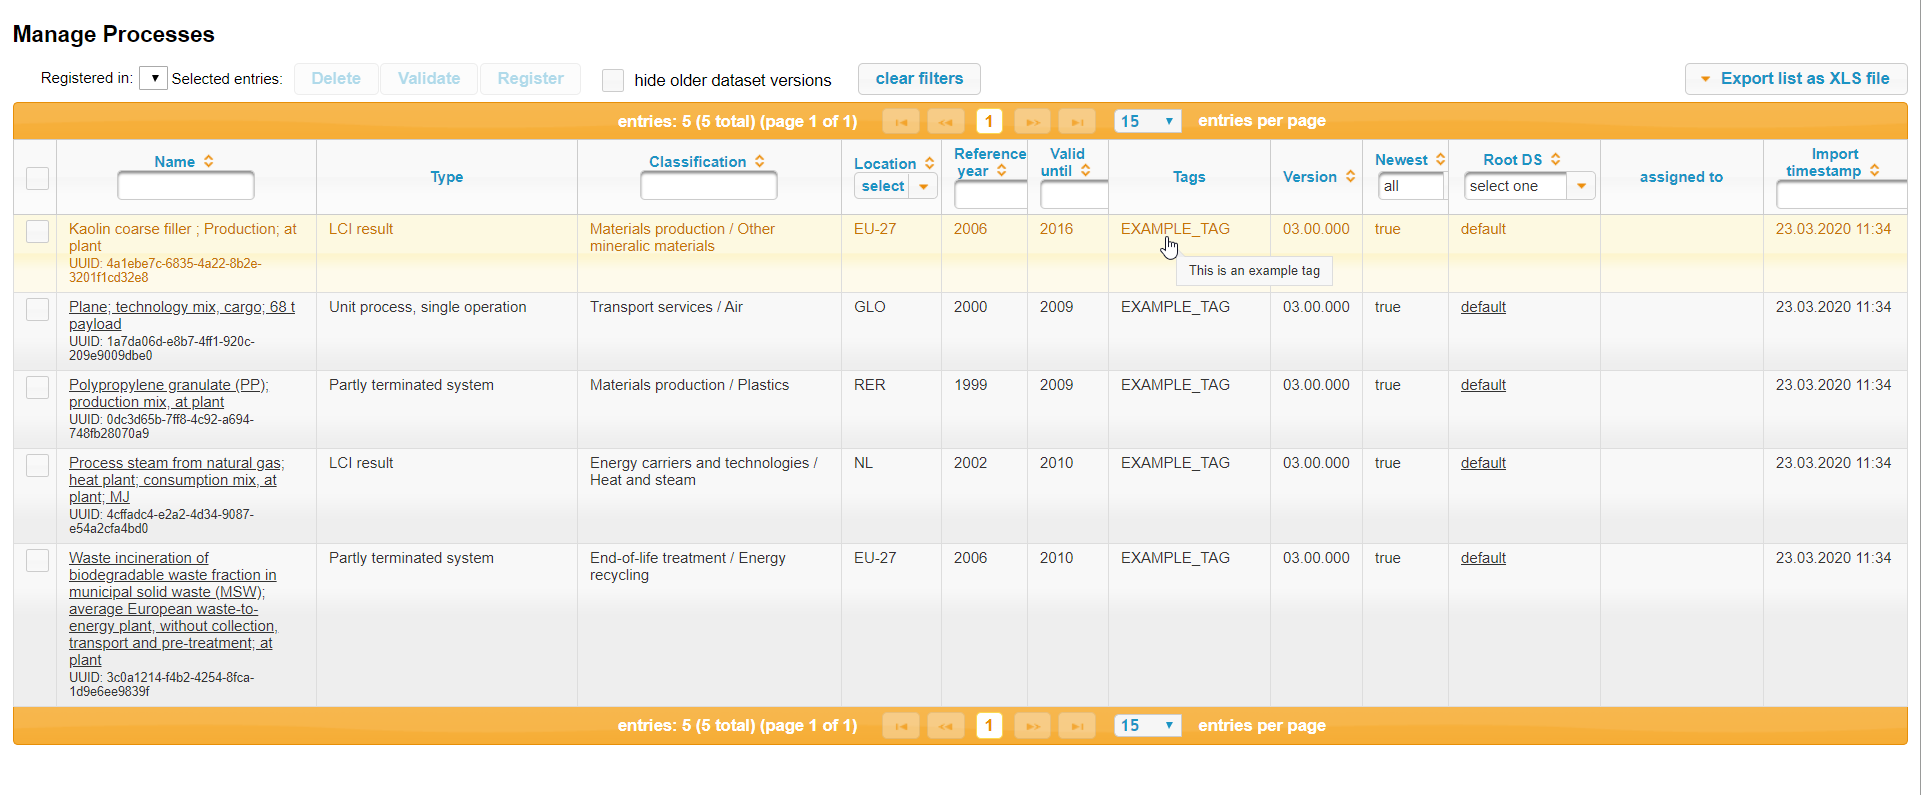 Manage Processes
Registered in: Selected entries: Delete Validate Register hide older dataset versions clear filters Export list as XLS file
entries: 5 (5 total) (page 1 of 1) 1 15 entries per page
Name Type Classification Location select Reference year Valid until Tags Version Newest all Root DS select one assigned to Import timestamp
Kaolin coarse filler ; Production; at LCI result Materials production / Other EU-27 2006 2016 EXAMPLE_TAG 03.00.000 true default 23.03.2020 11:34
plant mineralic materials
UUID: 4a1ebe7c-6835-4a22-8b2e-
3201f1cd32e8
This is an example tag
Plane; technology mix, cargo; 68 t Unit process, single operation Transport services / Air GLO 2000 2009 EXAMPLE_TAG 03.00.000 true default 23.03.2020 11:34
payload
UUID: 1a7da06d-e8b7-4ff1-920c-
209e9009dbe0
Polypropylene granulate (PP); Partly terminated system Materials production / Plastics RER 1999 2009 EXAMPLE_TAG 03.00.000 true default 23.03.2020 11:34
production mix, at plant
UUID: 0dc3d65b-7ff8-4c92-a694-
748fb28070a9
Process steam from natural gas; LCI result Energy carriers and technologies / NL 2002 2010 EXAMPLE_TAG 03.00.000 true default 23.03.2020 11:34
heat plant; consumption mix, at Heat and steam
plant; MJ
UUID: 4cffadc4-e2a2-4d34-9087-
e54a2cfa4bd0
Waste incineration of Partly terminated system End-of-life treatment / Energy EU-27 2006 2010 EXAMPLE_TAG 03.00.000 true default 23.03.2020 11:34
biodegradable waste fraction in recycling
municipal solid waste (MSW);
average European waste-to-
energy plant, without collection,
transport and pre-treatment; at
plant
UUID: 3c0a1214-f4b2-4254-8fca-
1d9e6ee9839f
entries: 5 (5 total) (page 1 of 1) 1 15 entries per page